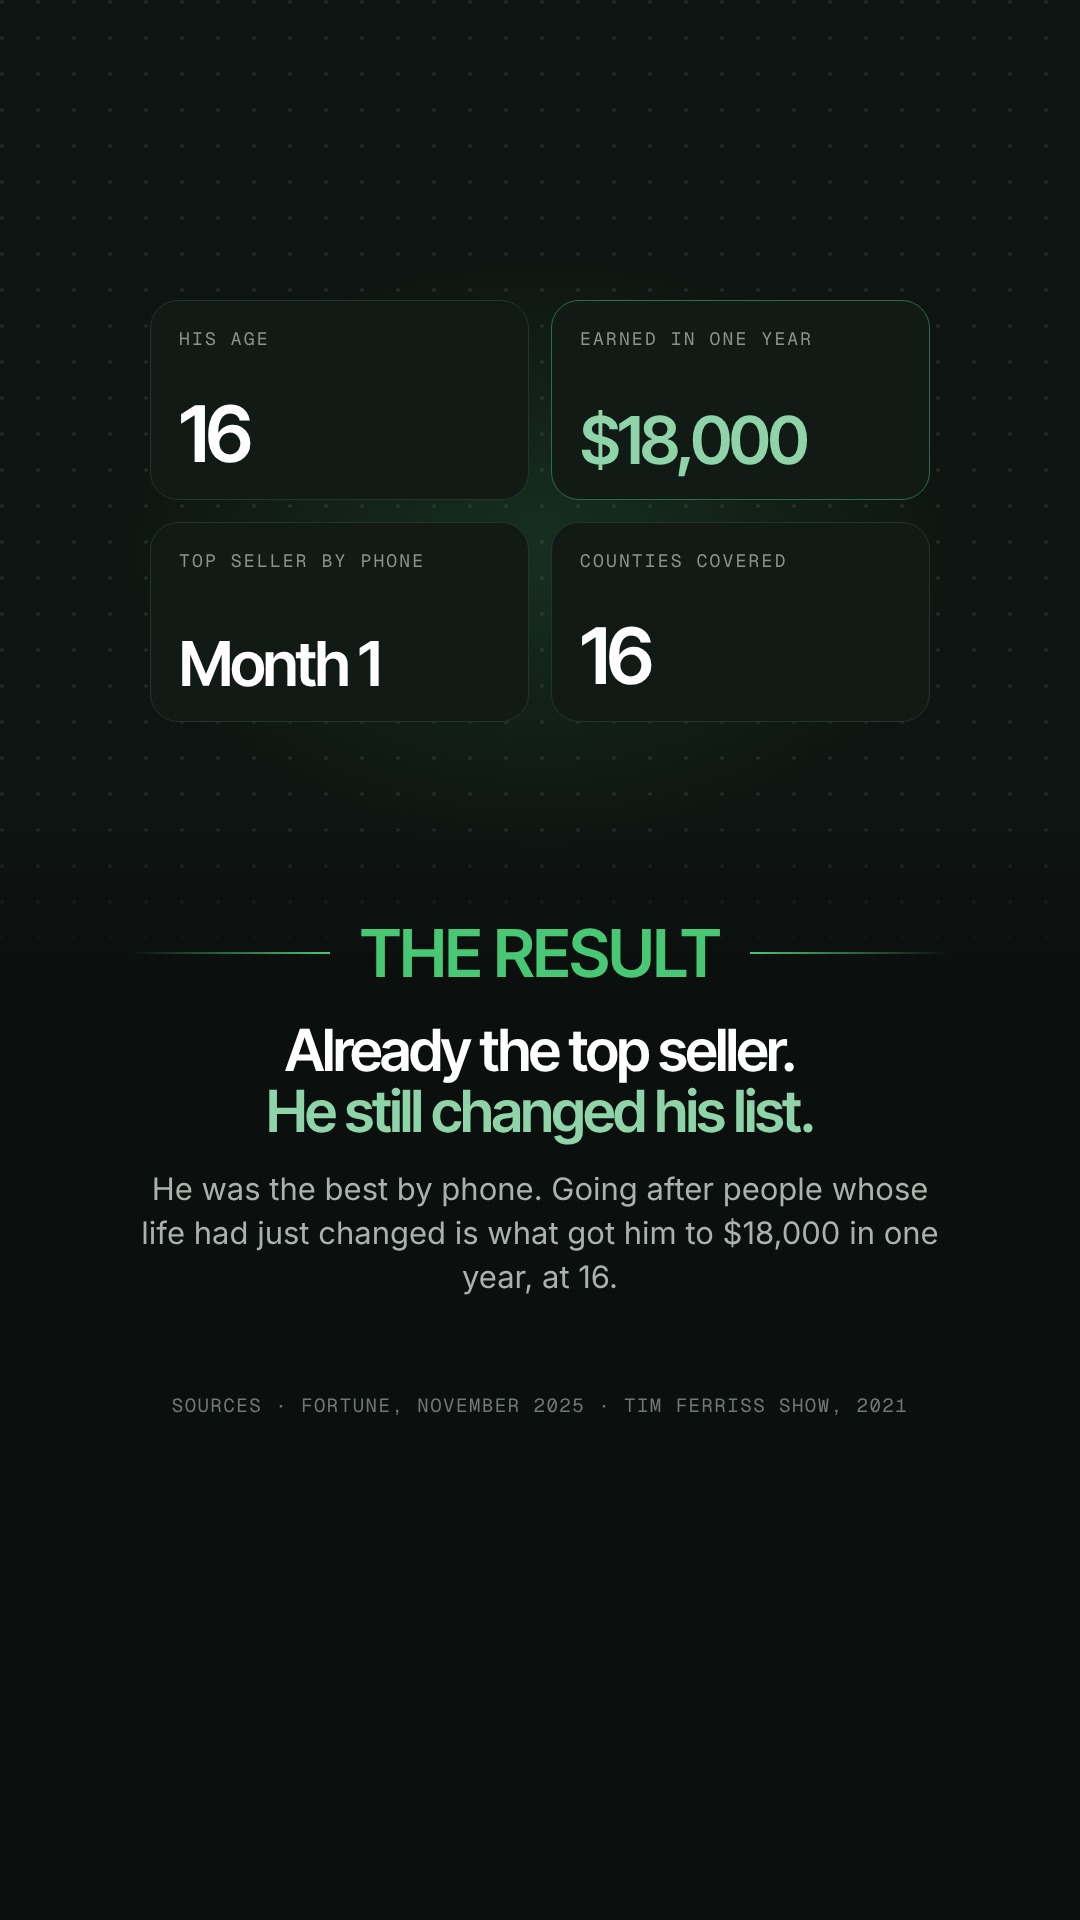 HIS AGE
16
EARNED IN ONE YEAR
$18,000
TOP SELLER BY PHONE
Month 1
COUNTIES COVERED
16
THE RESULT
Already the top seller.
He still changed his list.
He was the best by phone. Going after people whose
life had just changed is what got him to $18,000 in one
year, at 16.
SOURCES · FORTUNE, NOVEMBER 2025 · TIM FERRISS SHOW, 2021